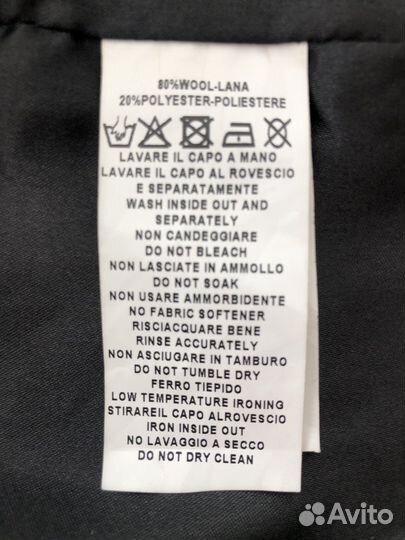 80%WOOL-LANA
20%POLYESTER-POLIESTERE
LAVARE IL CAPO A MANO
LAVARE IL CAPO AL ROVESCIO
E SEPARATAMENTE
WASH INSIDE OUT AND
SEPARATELY
NON CANDEGGIARE
DO NOT BLEACH
NON LASCIATE IN AMMOLLO
DO NOT SOAK
NON USARE AMMORBIDENTE
NO FABRIC SOFTENER
RISCIACQUARE BENE
RINSE ACCURATELY
NON ASCIUGARE IN TAMBURO
DO NOT TUMBLE DRY
FERRO TIEPIDO
LOW TEMPERATURE IRONING
STIRAREIL CAPO ALROVESCIO
IRON INSIDE OUT
NO LAVAGGIO A SECCO
DO NOT DRY CLEAN
Avito